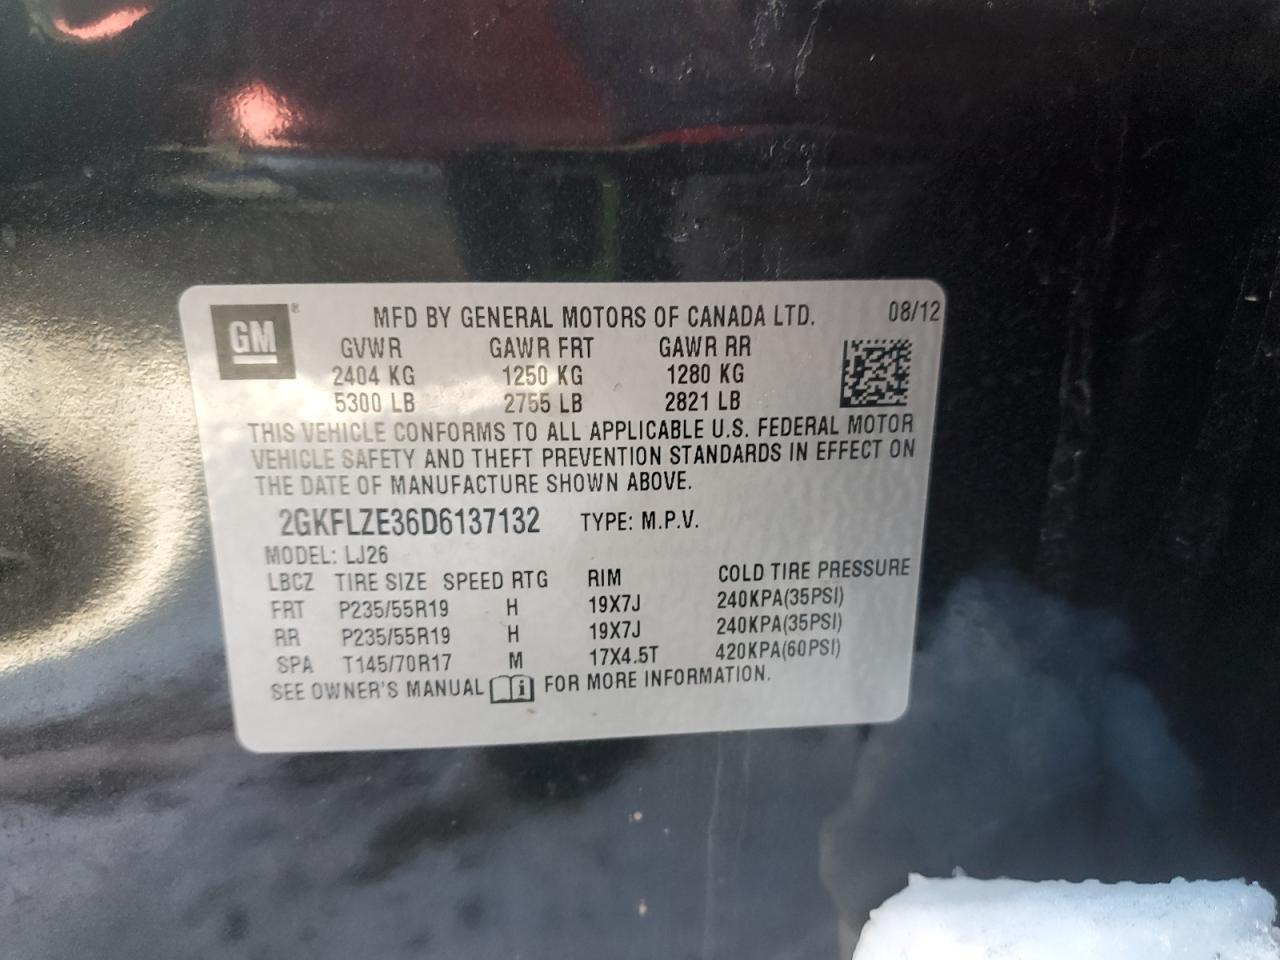 GM ® MFD BY GENERAL MOTORS OF CANADA LTD. 08/12
GVWR GAWR FRT GAWR RR
2404 KG 1250 KG 1280 KG
5300 LB 2755 LB 2821 LB
THIS VEHICLE CONFORMS TO ALL APPLICABLE U.S. FEDERAL MOTOR
VEHICLE SAFETY AND THEFT PREVENTION STANDARDS IN EFFECT ON
THE DATE OF MANUFACTURE SHOWN ABOVE.
2GKFLZE36D6137132 TYPE: M.P.V.
MODEL: LJ26
LBCZ TIRE SIZE SPEED RTG RIM COLD TIRE PRESSURE
FRT P235/55R19 H 19X7J 240KPA(35PSI)
RR P235/55R19 H 19X7J 240KPA(35PSI)
SPA T145/70R17 M 17X4.5T 420KPA(60PSI)
SEE OWNER'S MANUAL i FOR MORE INFORMATION.